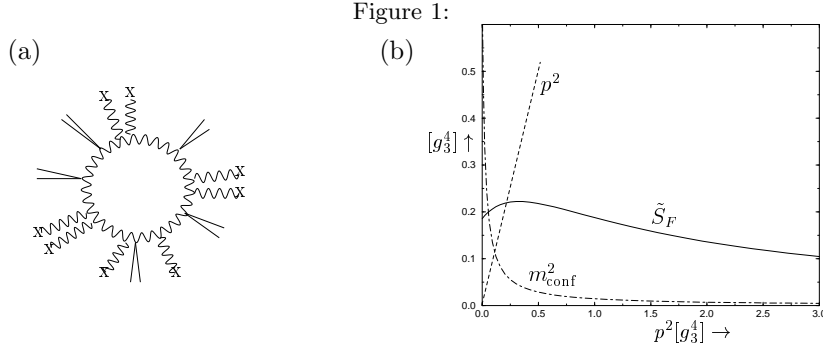 Figure 1:
(a)
(b)
x x
x
x
x
x
x
x
0.5
0.4
[g_3^4] ↑
0.3
0.2
0.1
0.0
p^2
S̃_F
m^2_conf
0.0 0.5 1.0 1.5 2.0 2.5 3.0
p^2[g_3^4] →